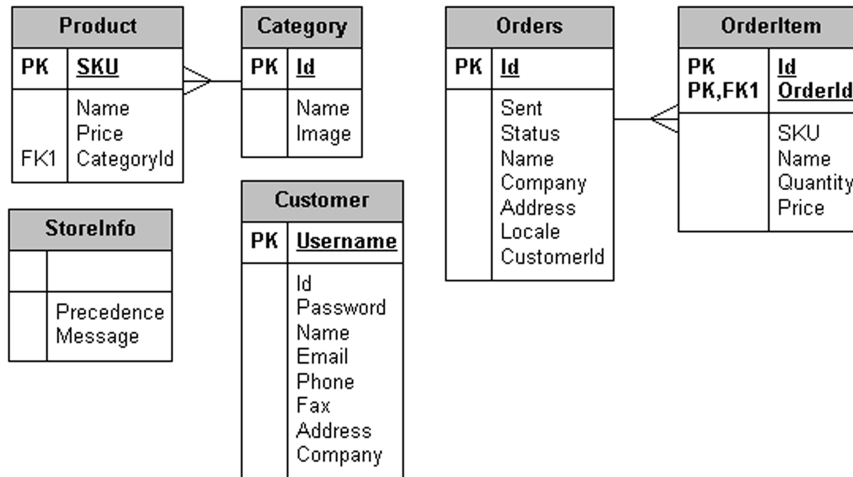 Product
PK SKU
Name
Price
FK1 CategoryId
Category
PK Id
Name
Image
Orders
PK Id
Sent
Status
Name
Company
Address
Locale
CustomerId
OrderItem
PK Id
PK,FK1 OrderId
SKU
Name
Quantity
Price
StoreInfo
Precedence
Message
Customer
PK Username
Id
Password
Name
Email
Phone
Fax
Address
Company